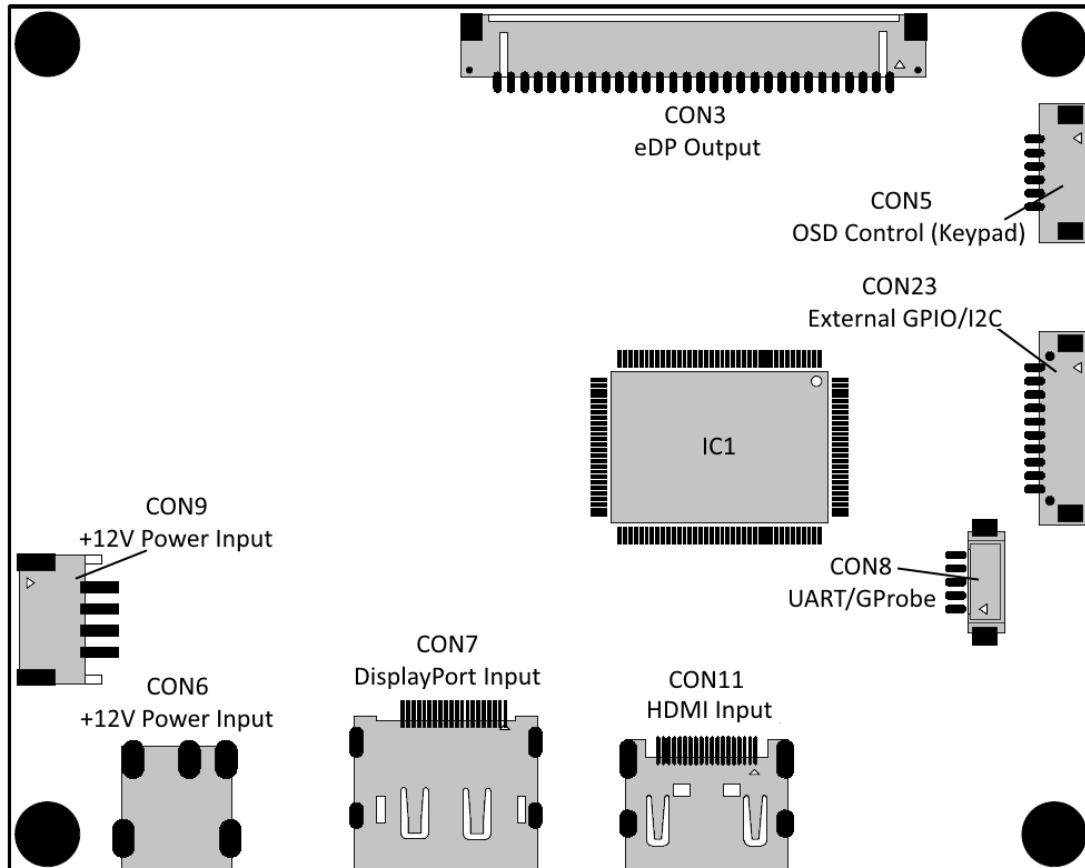 CON3
eDP Output
CON5
OSD Control (Keypad)
CON23
External GPIO/I2C
IC1
CON9
+12V Power Input
CON8
UART/GProbe
CON7
DisplayPort Input
CON11
HDMI Input
CON6
+12V Power Input